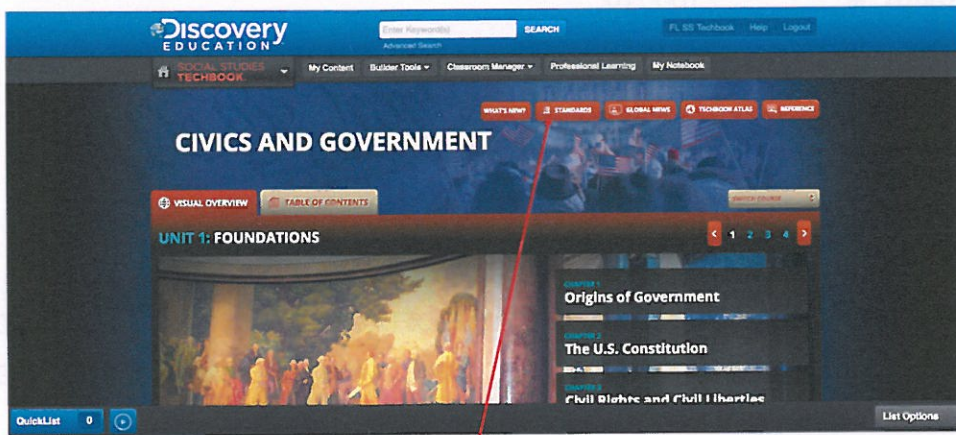 Discovery
EDUCATION
Enter Keyword(s)
SEARCH
Advanced Search
FL SS Techbook Help Logout
SOCIAL STUDIES
TECHBOOK
My Content Builder Tools Classroom Manager Professional Learning My Notebook
WHAT'S NEW? STANDARDS GLOBAL NEWS TECHBOOK ATLAS REFERENCE
CIVICS AND GOVERNMENT
VISUAL OVERVIEW TABLE OF CONTENTS SWITCH COURSE
UNIT 1: FOUNDATIONS < 1 2 3 4 >
CHAPTER 1
Origins of Government
CHAPTER 2
The U.S. Constitution
CHAPTER 3
Civil Rights and Civil Liberties
QuickList 0 List Options